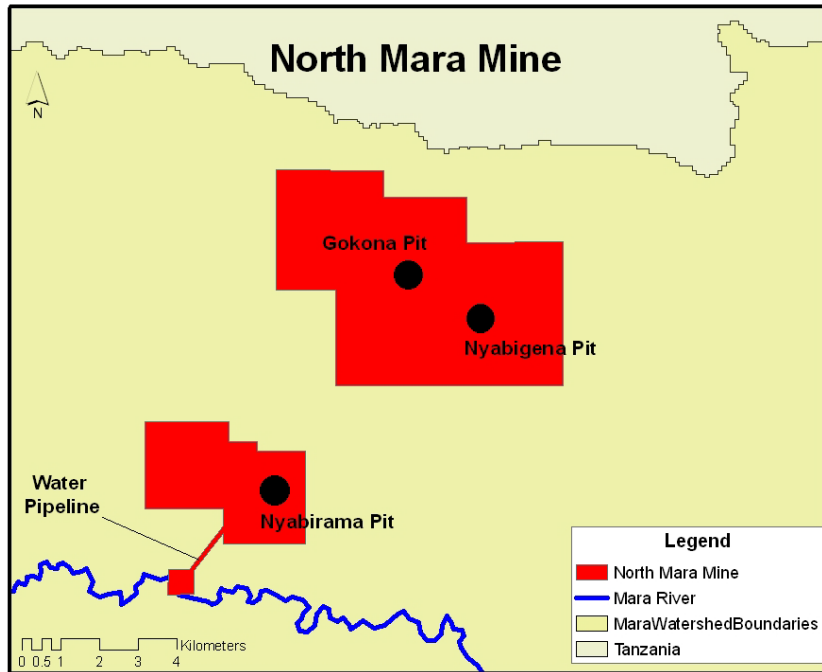 North Mara Mine
N
Gokona Pit
Nyabigena Pit
Water
Pipeline
Nyabirama Pit
Legend
North Mara Mine
Mara River
MaraWatershedBoundaries
Tanzania
Kilometers
0 0.5 1 2 3 4